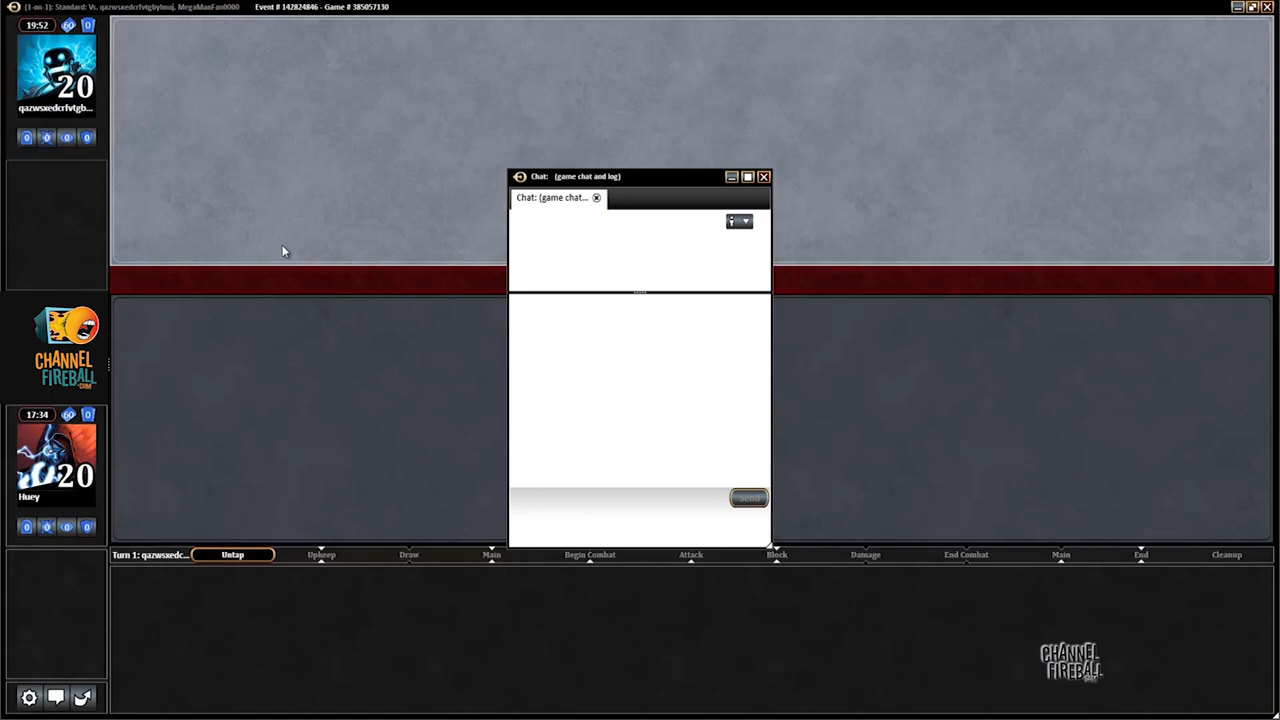 (1-on-1): Standard: Vs. qazwsxedcrfvtgbyhnuj, MegaManFan0000
Event # 142824846 - Game # 385057130
19:52 60 0
20
qazwsxedcrfvtgb...
0 0 0 0
Chat: (game chat and log)
Chat: (game chat...
CHANNEL
FIREBALL
.COM
17:34 60 0
20
Huey
0 0 0 0
Send
Turn 1: qazwsxedc... Untap Upkeep Draw Main Begin Combat Attack Block Damage End Combat Main End Cleanup
CHANNEL
FIREBALL